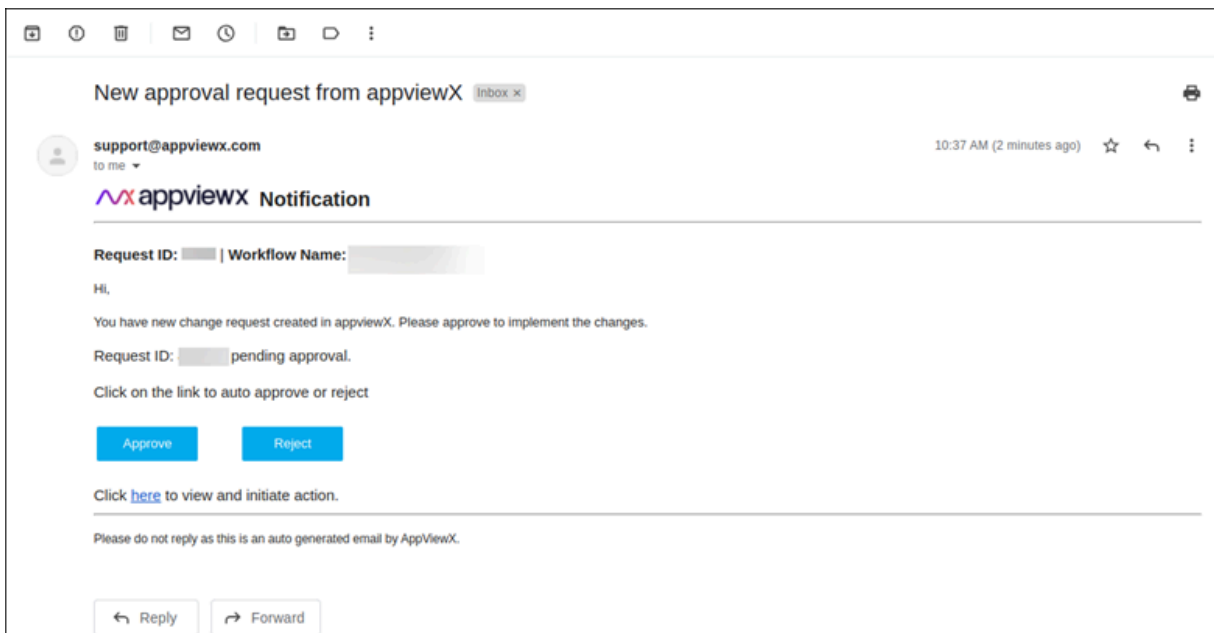 New approval request from appviewX Inbox ×
support@appviewx.com 10:37 AM (2 minutes ago)
to me
appviewx Notification
Request ID: | Workflow Name:
Hi,
You have new change request created in appviewX. Please approve to implement the changes.
Request ID: pending approval.
Click on the link to auto approve or reject
Approve Reject
Click here to view and initiate action.
Please do not reply as this is an auto generated email by AppViewX.
Reply Forward